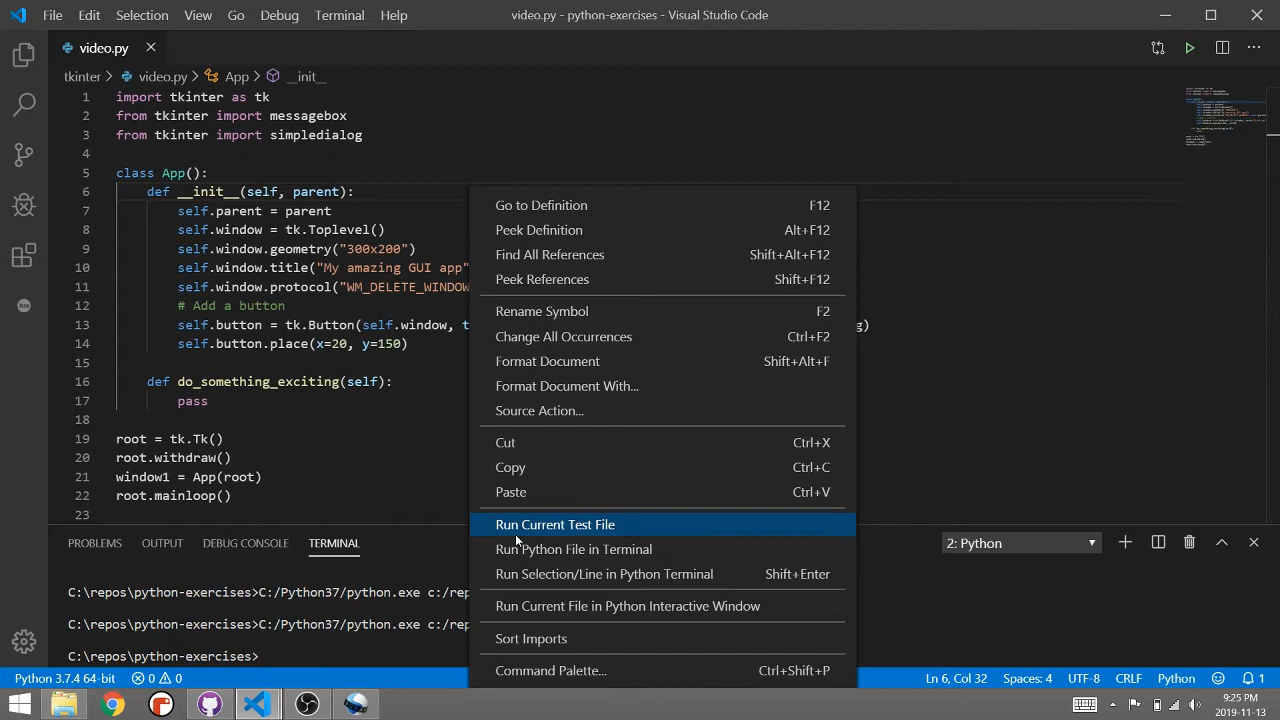 File Edit Selection View Go Debug Terminal Help video.py - python-exercises - Visual Studio Code
video.py
tkinter > video.py > App > __init__
1 import tkinter as tk
2 from tkinter import messagebox
3 from tkinter import simpledialog
4
5 class App():
6 def __init__(self, parent):
7 self.parent = parent
8 self.window = tk.Toplevel()
9 self.window.geometry("300x200")
10 self.window.title("My amazing GUI app"
11 self.window.protocol("WM_DELETE_WINDOW
12 # Add a button
13 self.button = tk.Button(self.window, t g)
14 self.button.place(x=20, y=150)
15
16 def do_something_exciting(self):
17 pass
18
19 root = tk.Tk()
20 root.withdraw()
21 window1 = App(root)
22 root.mainloop()
23
Go to Definition F12
Peek Definition Alt+F12
Find All References Shift+Alt+F12
Peek References Shift+F12
Rename Symbol F2
Change All Occurrences Ctrl+F2
Format Document Shift+Alt+F
Format Document With...
Source Action...
Cut Ctrl+X
Copy Ctrl+C
Paste Ctrl+V
Run Current Test File
Run Python File in Terminal
Run Selection/Line in Python Terminal Shift+Enter
Run Current File in Python Interactive Window
Sort Imports
Command Palette... Ctrl+Shift+P
PROBLEMS OUTPUT DEBUG CONSOLE TERMINAL 2: Python
C:\repos\python-exercises>C:/Python37/python.exe c:/rep
C:\repos\python-exercises>C:/Python37/python.exe c:/rep
C:\repos\python-exercises>
Python 3.7.4 64-bit 0 0 Ln 6, Col 32 Spaces: 4 UTF-8 CRLF Python 1
9:25 PM
2019-11-13